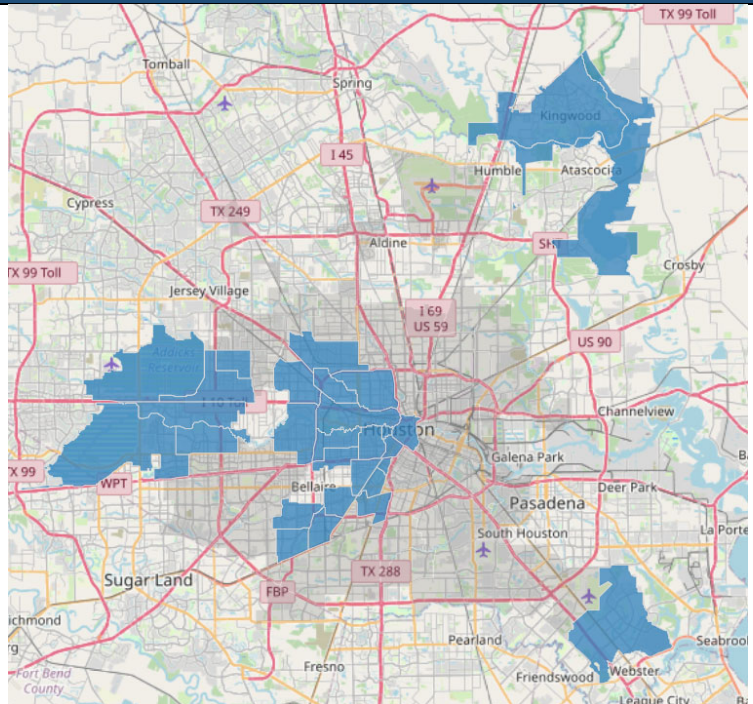 TX 99 Toll
Tomball
Spring
Kingwood
I 45
Humble
Atascocita
Cypress
TX 249
Aldine
Crosby
TX 99 Toll
Jersey Village
I 69
US 59
US 90
Addicks
Reservoir
I 10 Toll
Channelview
Houston
Galena Park
TX 99
WPT
Bellaire
Deer Park
Pasadena
South Houston
La Porte
TX 288
Sugar Land
FBP
Pearland
Seabrook
Fresno
Webster
Friendswood
Fort Bend
County
League City